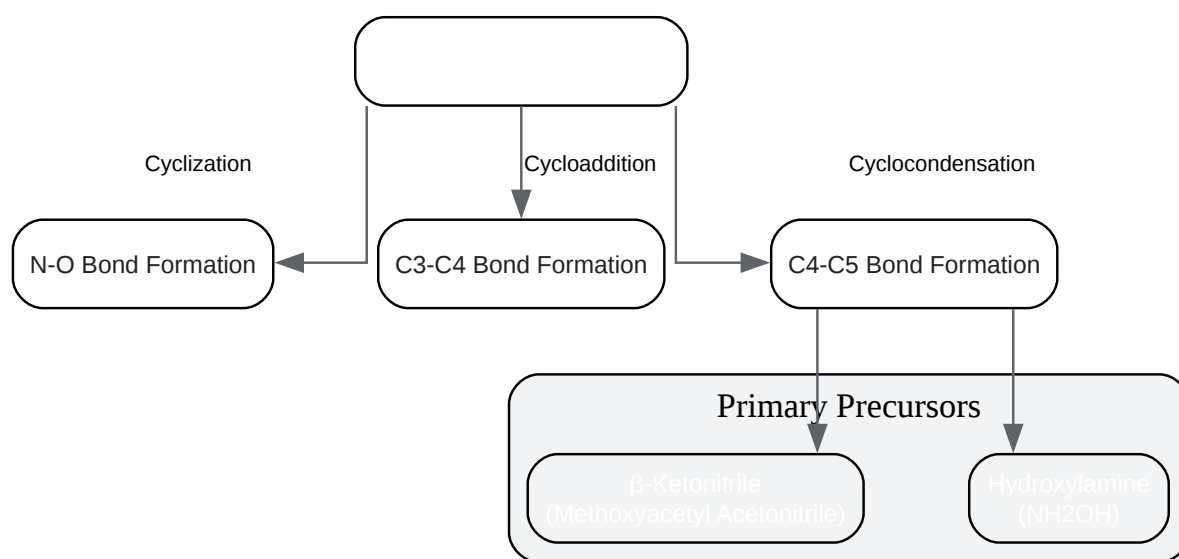 Cyclization
Cycloaddition
Cyclocondensation
N-O Bond Formation
C3-C4 Bond Formation
C4-C5 Bond Formation
Primary Precursors
β-Ketonitrile
(Methoxyacetyl Acetonitrile)
Hydroxylamine
(NH2OH)